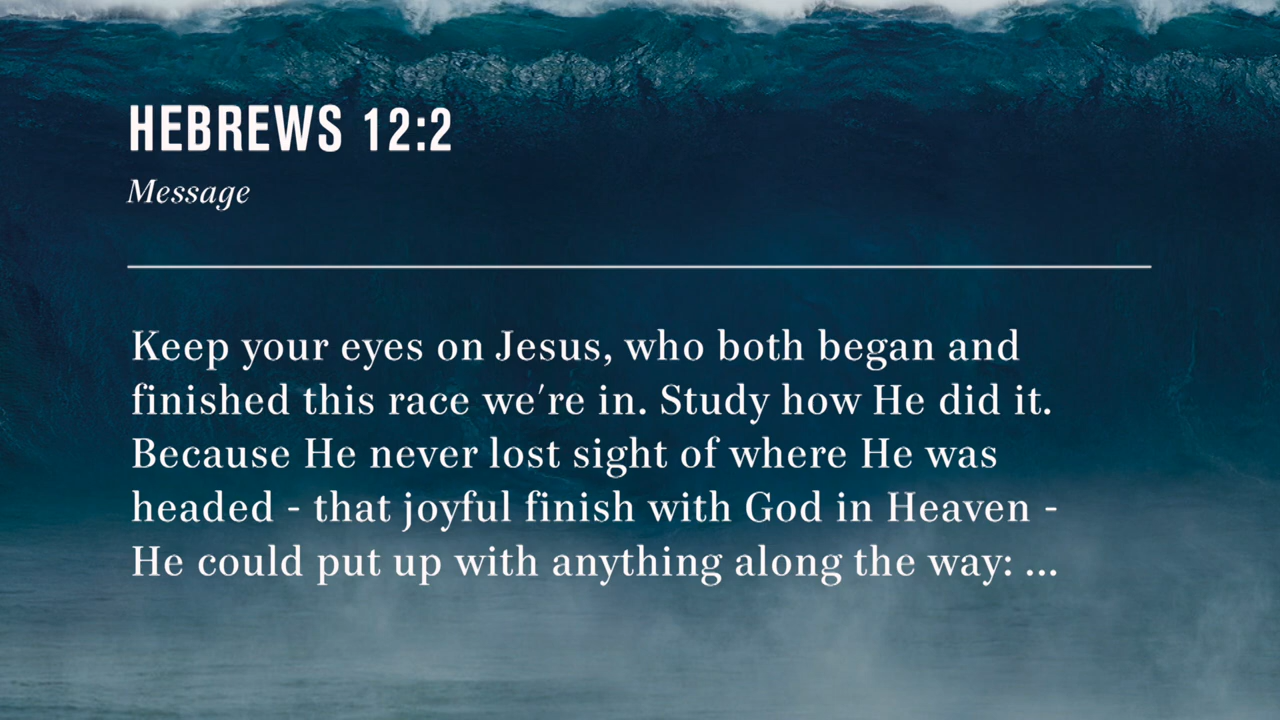 HEBREWS 12:2
Message
Keep your eyes on Jesus, who both began and
finished this race we're in. Study how He did it.
Because He never lost sight of where He was
headed - that joyful finish with God in Heaven -
He could put up with anything along the way: ...